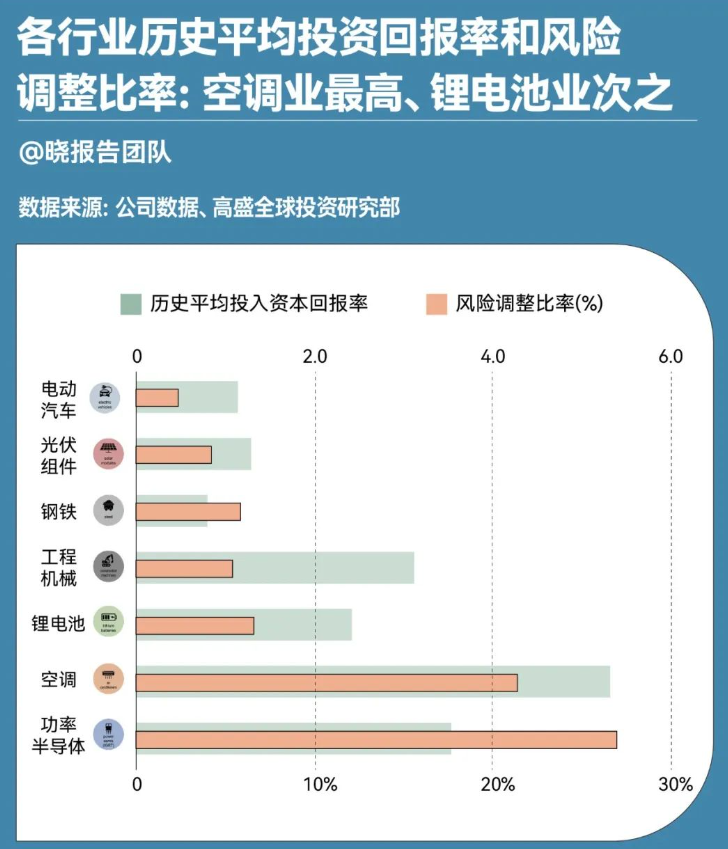 各行业历史平均投资回报率和风险
调整比率: 空调业最高、锂电池业次之
@晓报告团队
数据来源: 公司数据、高盛全球投资研究部
历史平均投入资本回报率 风险调整比率(%)
0 2.0 4.0 6.0
电动
汽车
光伏
组件
钢铁
工程
机械
锂电池
空调
功率
半导体
0 10% 20% 30%